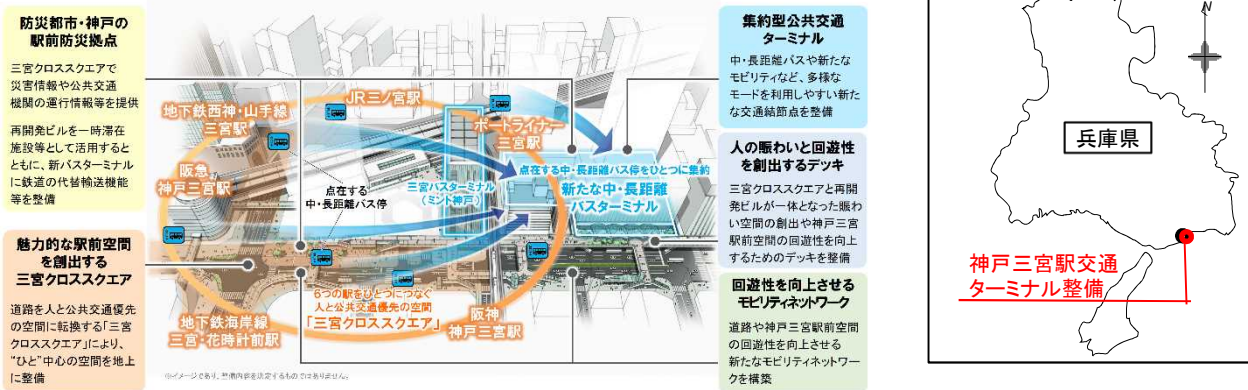 防災都市・神戸の
駅前防災拠点
三宮クロススクエアで
災害情報や公共交通
機関の運行情報等を提供
再開発ビルを一時滞在
施設等として活用すると
ともに、新バスターミナル
に鉄道の代替輸送機能
等を整備
魅力的な駅前空間
を創出する
三宮クロススクエア
道路を人と公共交通優先
の空間に転換する「三宮
クロススクエア」により、
“ひと”中心の空間を地上
に整備
地下鉄西神・山手線
三宮駅
JR三ノ宮駅
ポートライナー
三宮駅
阪急
神戸三宮駅
点在する
中・長距離バス停
三宮バスターミナル
(ミント神戸)
点在する中・長距離バス停をひとつに集約
新たな中・長距離
バスターミナル
6つの駅をひとつにつなぐ
人と公共交通優先の空間
「三宮クロススクエア」
地下鉄海岸線
三宮・花時計前駅
阪神
神戸三宮駅
※イメージであり、整備内容を決定するものではありません。
集約型公共交通
ターミナル
中・長距離バスや新たな
モビリティなど、多様な
モードを利用しやすい新た
な交通結節点を整備
人の賑わいと回遊性
を創出するデッキ
三宮クロススクエアと再開
発ビルが一体となった賑わ
い空間の創出や神戸三宮
駅前空間の回遊性を向上
するためのデッキを整備
回遊性を向上させる
モビリティネットワーク
道路や神戸三宮駅前空間
の回遊性を向上させる
新たなモビリティネットワー
クを構築
N
兵庫県
神戸三宮駅交通
ターミナル整備